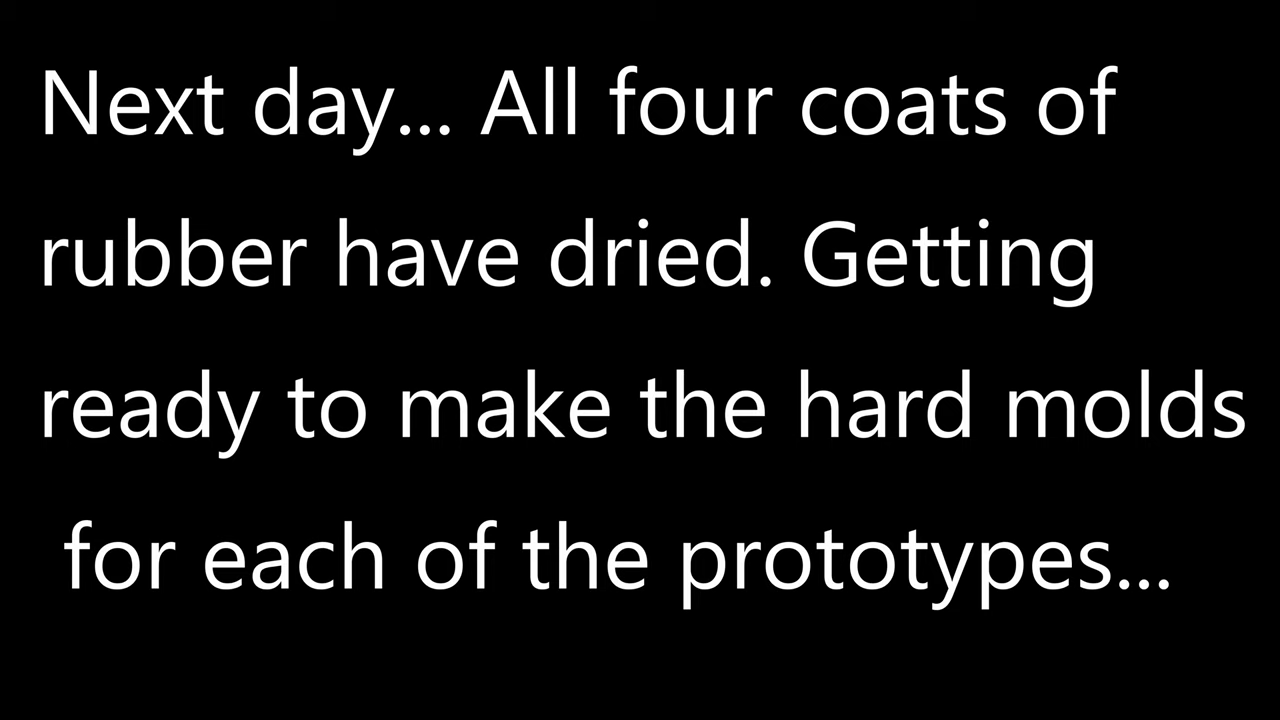 Next day... All four coats of
rubber have dried. Getting
ready to make the hard molds
for each of the prototypes...